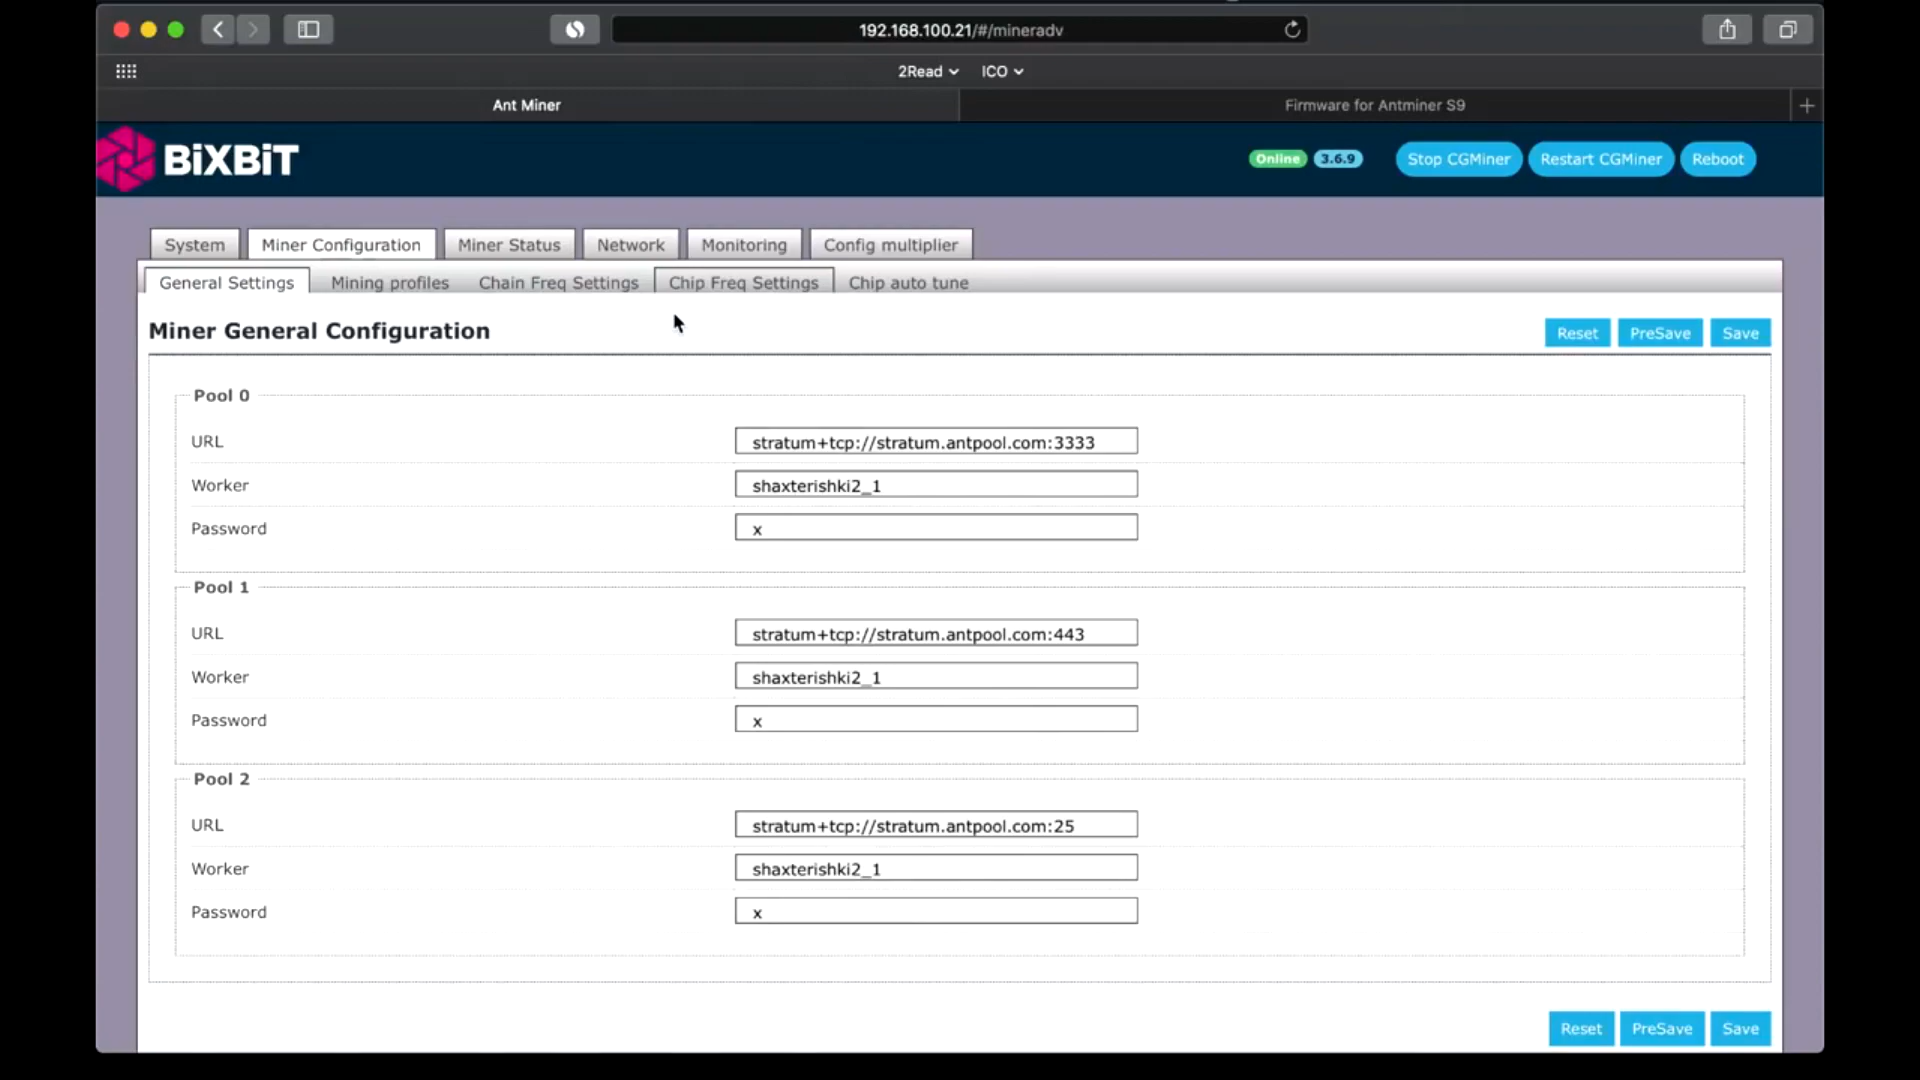 192.168.100.21/#/mineradv
2Read ICO
Ant Miner Firmware for Antminer S9
BiXBiT Online 3.6.9 Stop CGMiner Restart CGMiner Reboot
System Miner Configuration Miner Status Network Monitoring Config multiplier
General Settings Mining profiles Chain Freq Settings Chip Freq Settings Chip auto tune
Miner General Configuration Reset PreSave Save
Pool 0
URL stratum+tcp://stratum.antpool.com:3333
Worker shaxterishki2_1
Password x
Pool 1
URL stratum+tcp://stratum.antpool.com:443
Worker shaxterishki2_1
Password x
Pool 2
URL stratum+tcp://stratum.antpool.com:25
Worker shaxterishki2_1
Password x
Reset PreSave Save